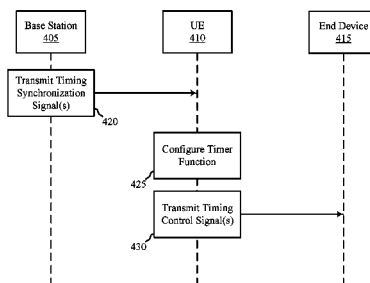 Base Station
405
UE
410
End Device
415
Transmit Timing
Synchronization
Signal(s)
420
Configure Timer
Function
425
Transmit Timing
Control Signal(s)
430